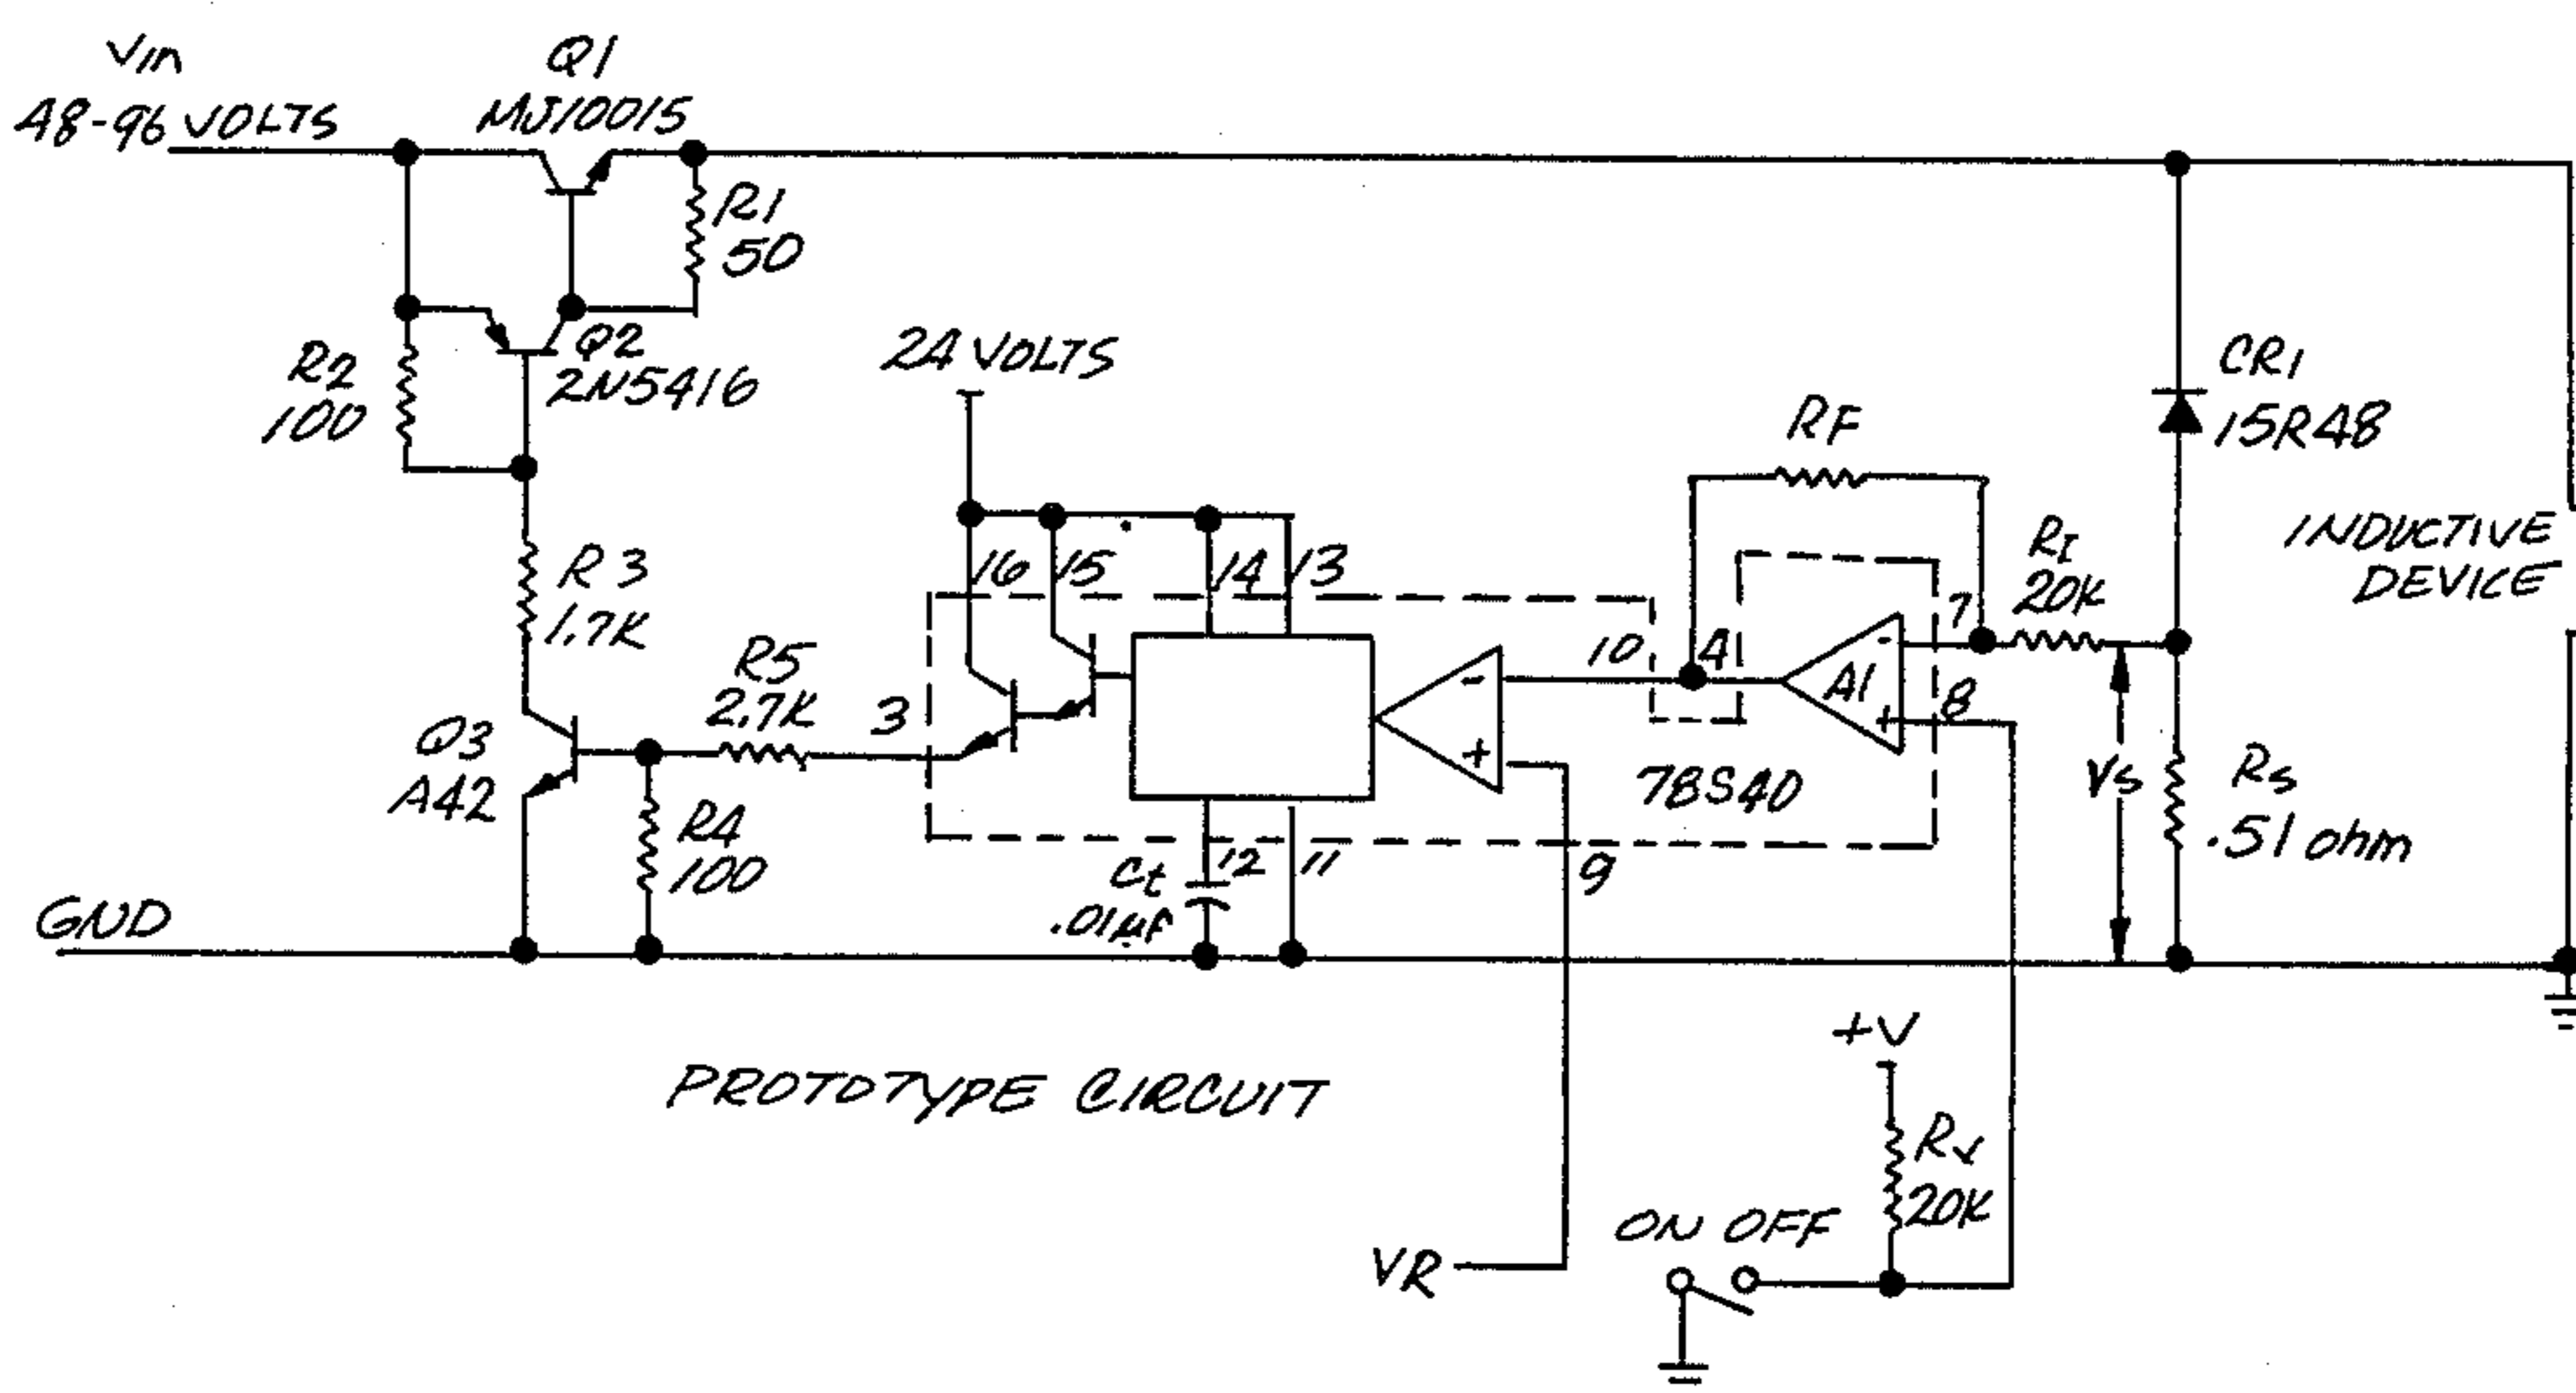 Vin
48-96 VOLTS
Q1
MJ10015
R1
50
Q2
2N5416
R2
100
24 VOLTS
CR1
15R48
RF
INDUCTIVE
DEVICE
R3
1.7K
16 15 14 13
RI
20K
R5
2.7K
3
10 4
7
A1
8
- +
- +
Q3
A42
R4
100
78S40
Vs
Rs
.51 ohm
Ct
.01µf
12 11
9
GND
+V
PROTOTYPE CIRCUIT
20K
ON OFF
VR